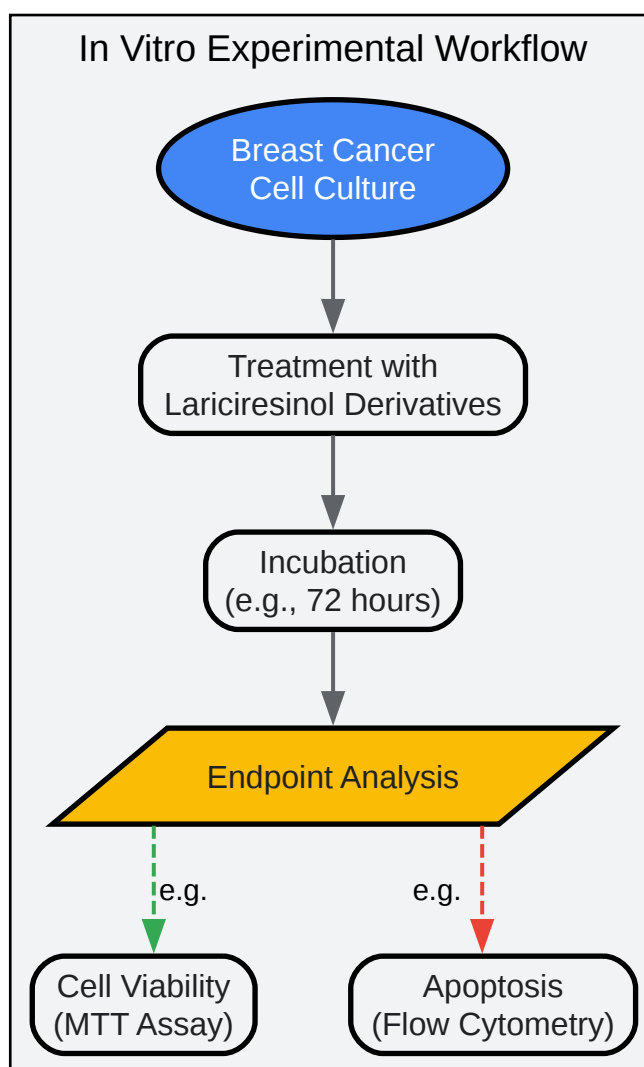 In Vitro Experimental Workflow
Breast Cancer
Cell Culture
Treatment with
Lariciresinol Derivatives
Incubation
(e.g., 72 hours)
Endpoint Analysis
e.g.
e.g.
Cell Viability
(MTT Assay)
Apoptosis
(Flow Cytometry)